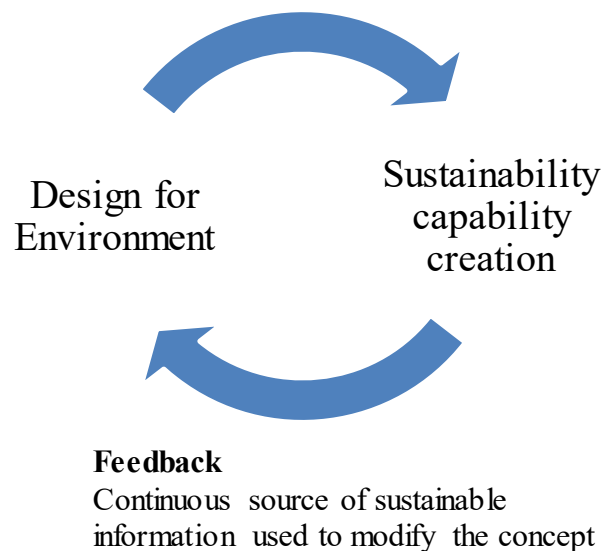 Design for
Environment
Sustainability
capability
creation
Feedback
Continuous source of sustainable
information used to modify the concept